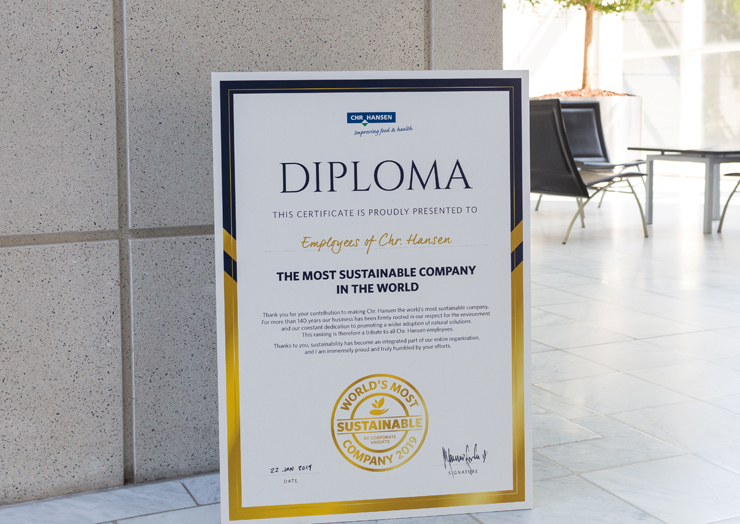 CHR HANSEN
Improving food & health
DIPLOMA
THIS CERTIFICATE IS PROUDLY PRESENTED TO
Employees of Chr. Hansen
THE MOST SUSTAINABLE COMPANY
IN THE WORLD
Thank you for your contribution to making Chr. Hansen the world's most sustainable company.
For more than 140 years our business has been firmly rooted in our respect for the environment
and our constant dedication to promoting a wider adoption of natural solutions.
This ranking is therefore a tribute to all Chr. Hansen employees.
Thanks to you, sustainability has become an integrated part of our entire organization,
and I am immensely proud and truly humbled by your efforts.
WORLD'S MOST
SUSTAINABLE
BY CORPORATE
KNIGHTS
COMPANY 2019
22 JAN 2019
DATE
SIGNATURE